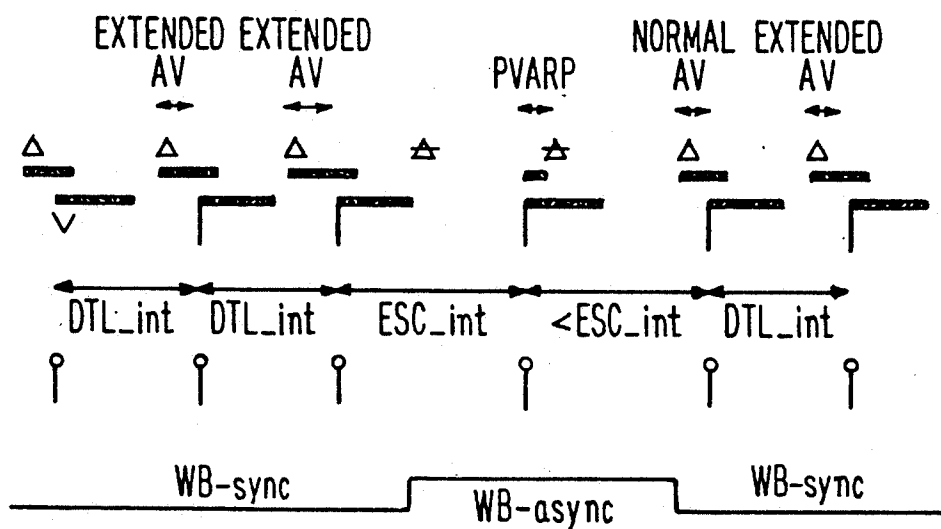 EXTENDED EXTENDED
AV AV
PVARP
NORMAL EXTENDED
AV AV
DTL_int DTL_int ESC_int <ESC_int DTL_int
WB-sync WB-async WB-sync